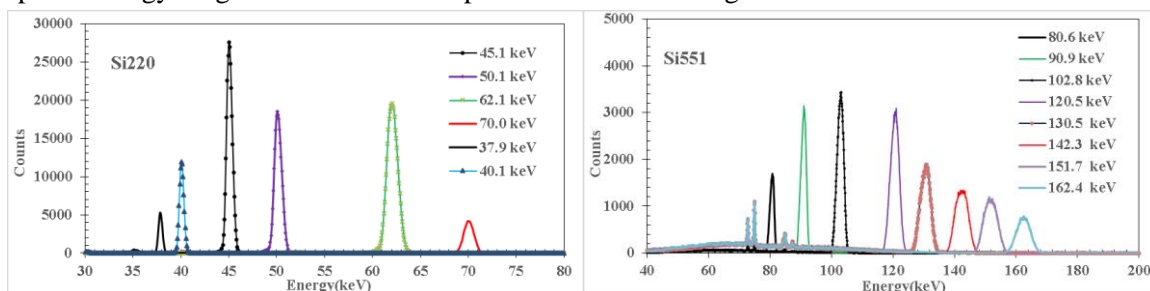 Si220
30000
25000
20000
15000
10000
5000
0
Counts
30 35 40 45 50 55 60 65 70 75 80
Energy(keV)
45.1 keV
50.1 keV
62.1 keV
70.0 keV
37.9 keV
40.1 keV
Si551
5000
4000
3000
2000
1000
0
Counts
40 60 80 100 120 140 160 180 200
Energy(keV)
80.6 keV
90.9 keV
102.8 keV
120.5 keV
130.5 keV
142.3 keV
151.7 keV
162.4 keV